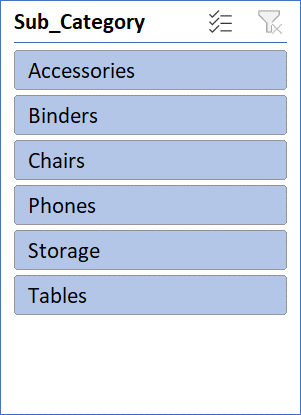 Sub_Category
Accessories
Binders
Chairs
Phones
Storage
Tables